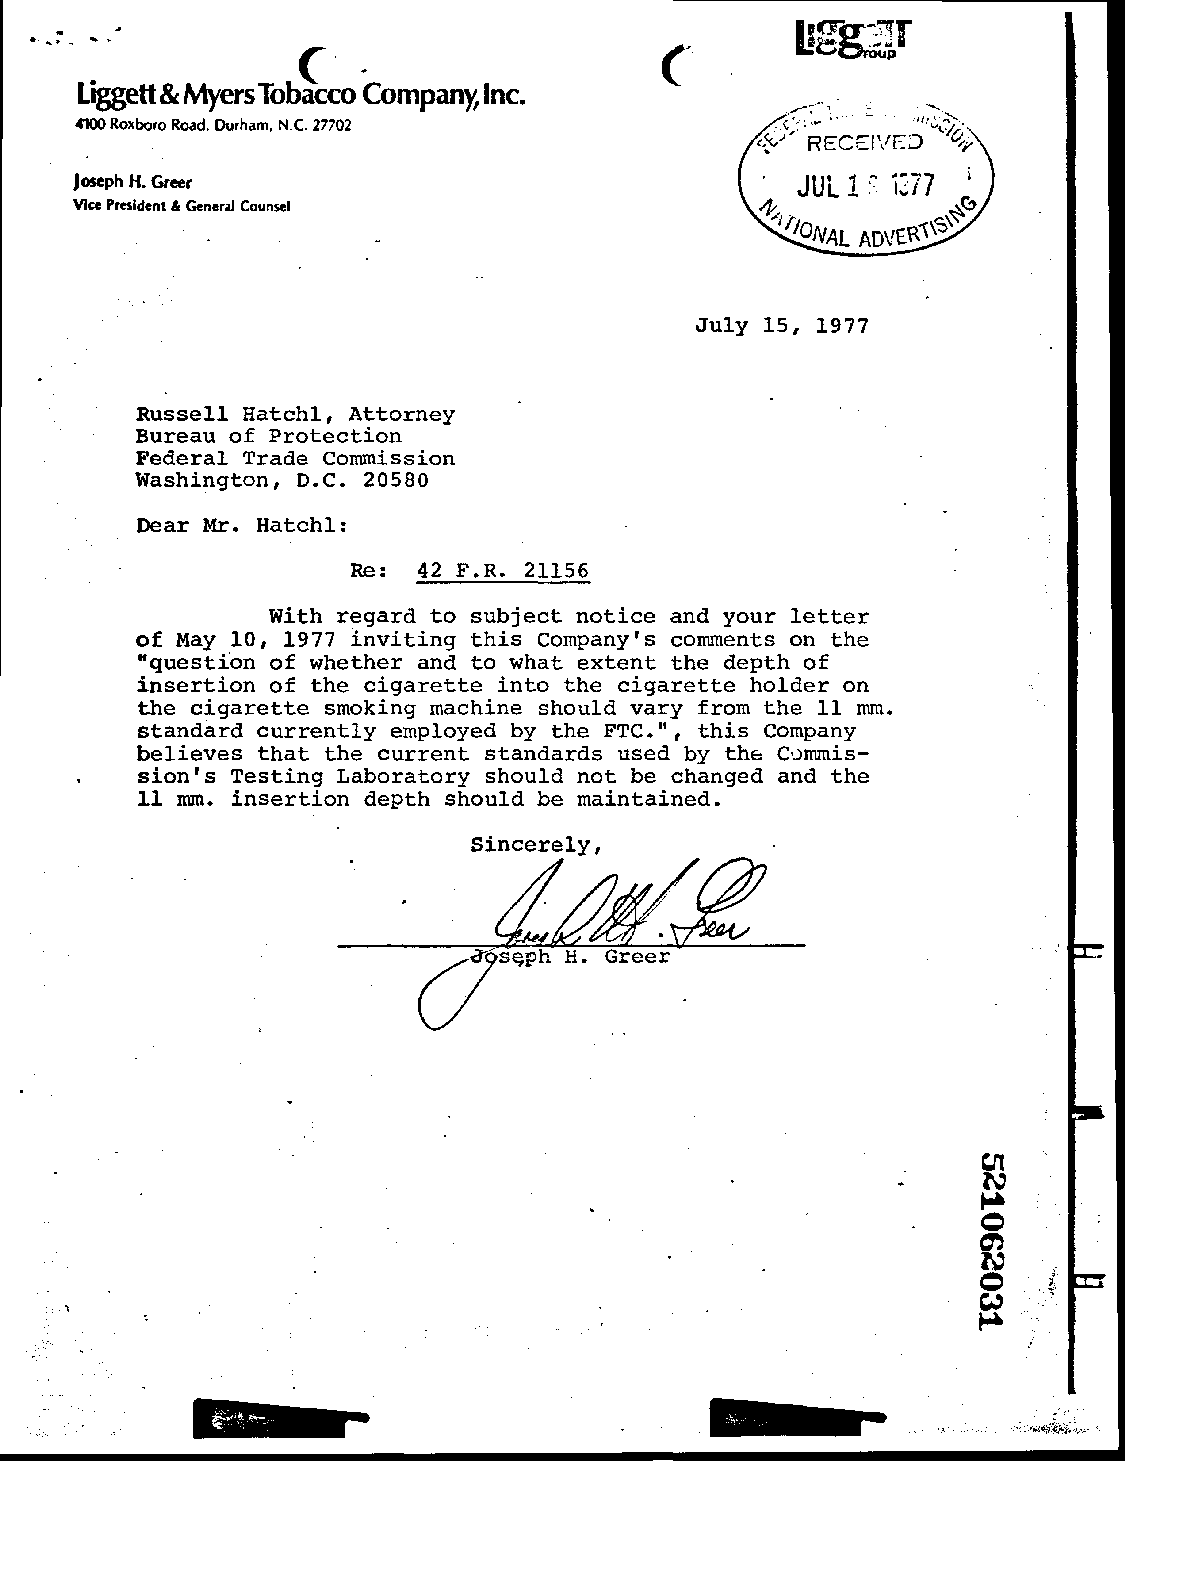 Liggett
Group
Liggett & Myers Tobacco Company, Inc.
4100 Roxboro Road, Durham, N.C. 27702
Joseph H. Greer
Vice President & General Counsel
RECEIVED
JUL 1 1977
NATIONAL ADVERTISING
July 15, 1977
Russell Hatchl, Attorney
Bureau of Protection
Federal Trade Commission
Washington, D.C. 20580
Dear Mr. Hatchl:
Re: 42 F.R. 21156
With regard to subject notice and your letter
of May 10, 1977 inviting this Company's comments on the
"question of whether and to what extent the depth of
insertion of the cigarette into the cigarette holder on
the cigarette smoking machine should vary from the 11 mm.
standard currently employed by the FTC.", this Company
believes that the current standards used by the Commis-
sion's Testing Laboratory should not be changed and the
11 mm. insertion depth should be maintained.
Sincerely,
Joseph H. Greer
Joseph H. Greer
521062031